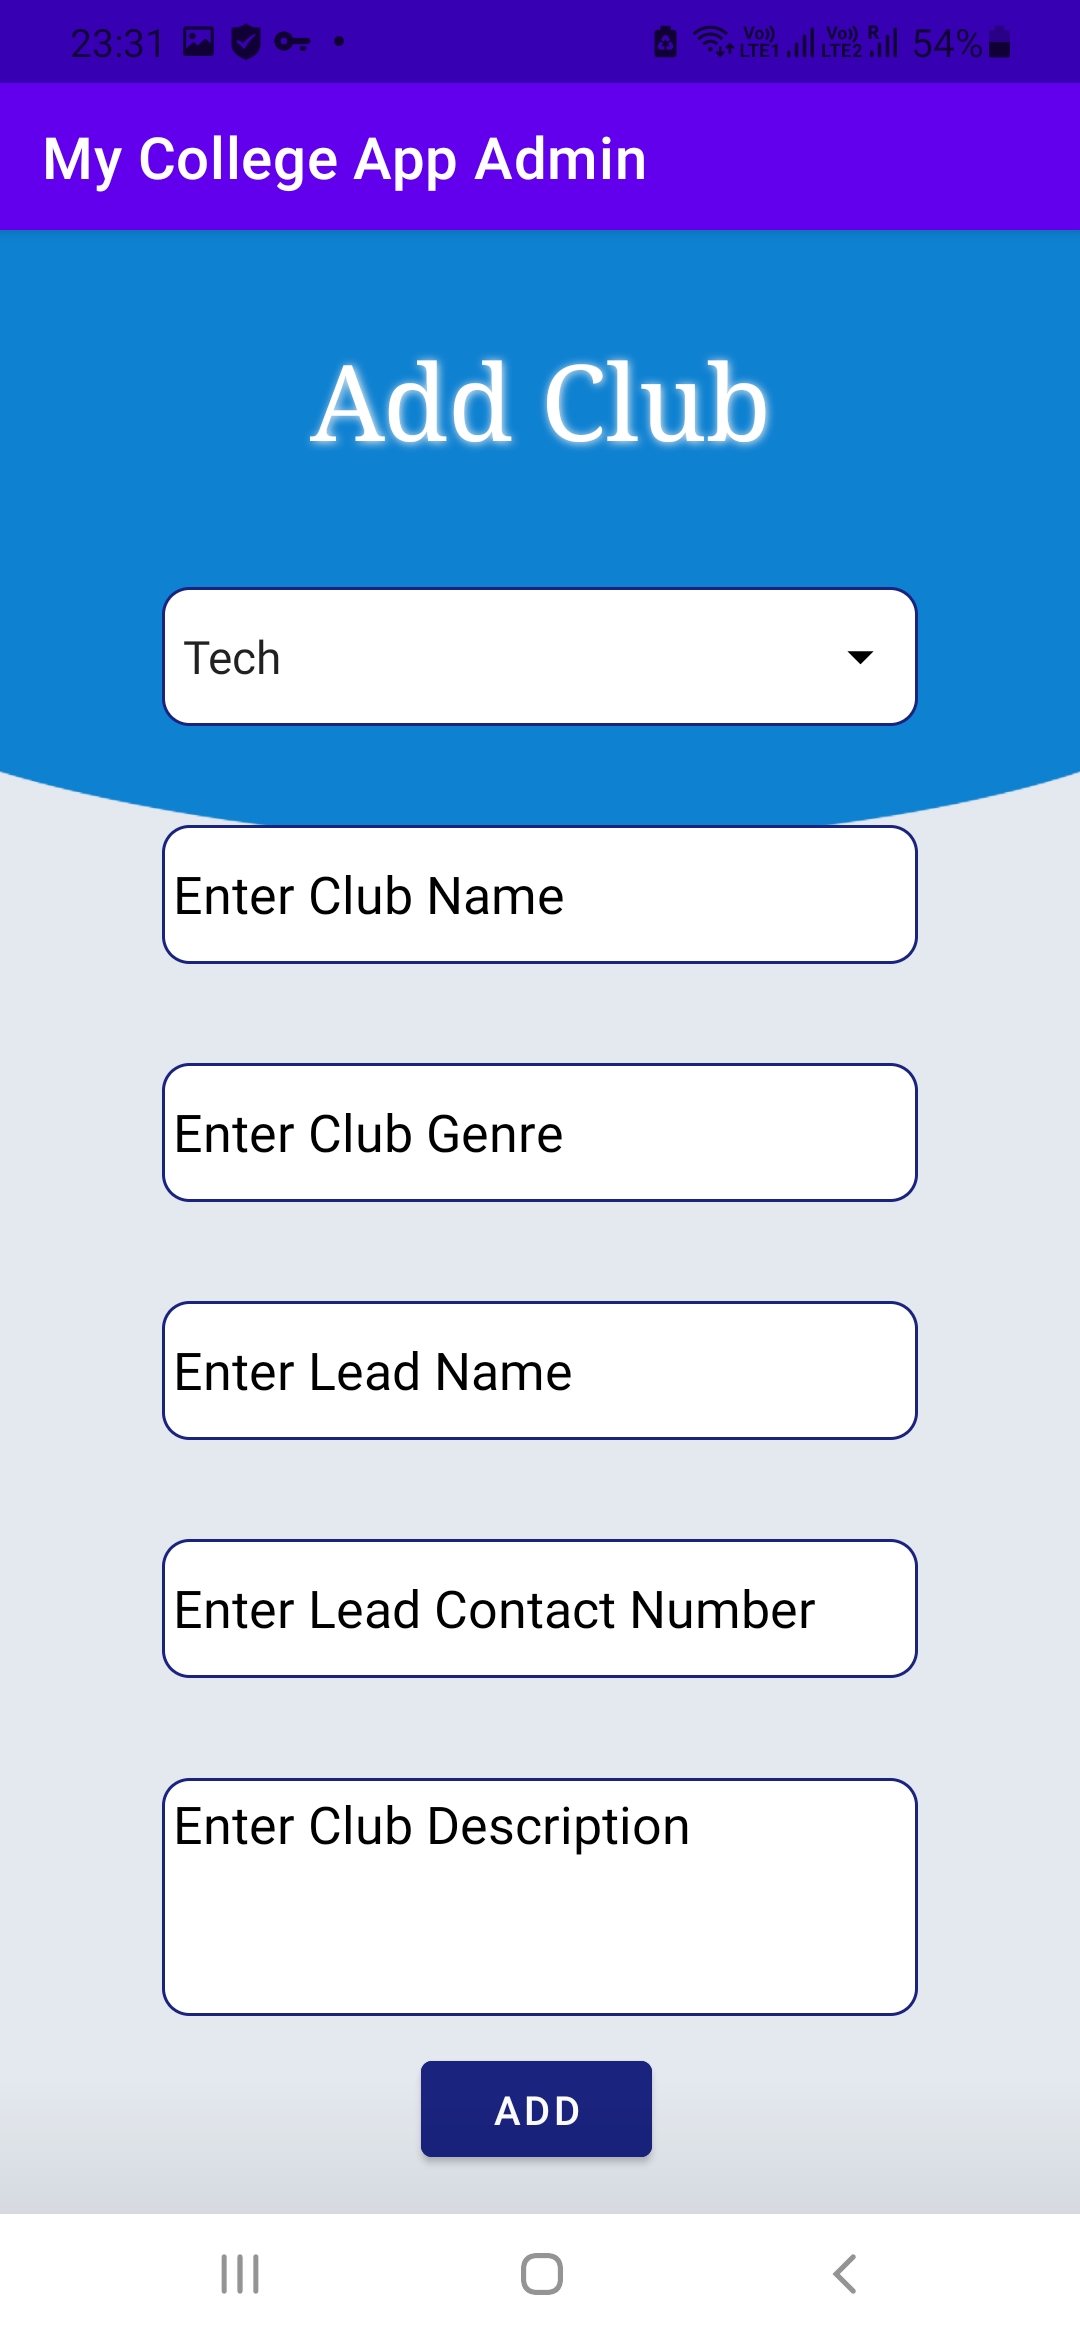 23:31 Vo)) LTE1 Vo)) LTE2 R 54%
My College App Admin
Add Club
Tech
Enter Club Name
Enter Club Genre
Enter Lead Name
Enter Lead Contact Number
Enter Club Description
ADD